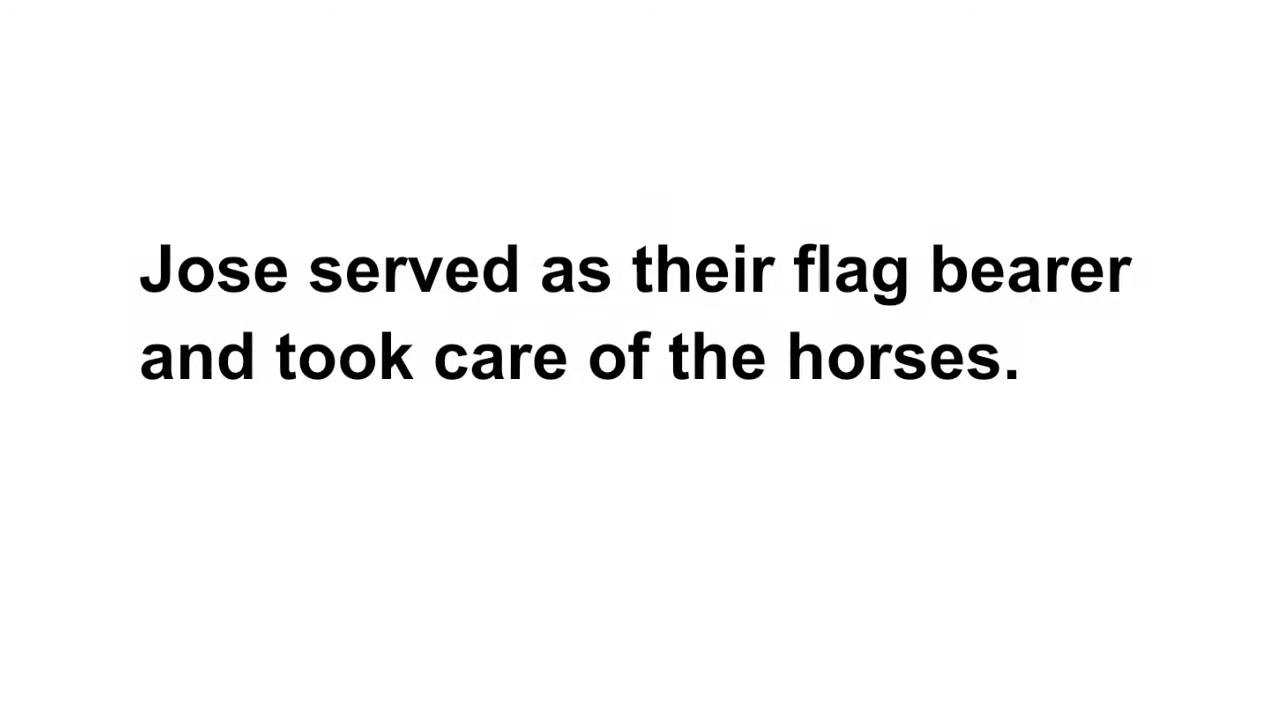 Jose served as their flag bearer
and took care of the horses.